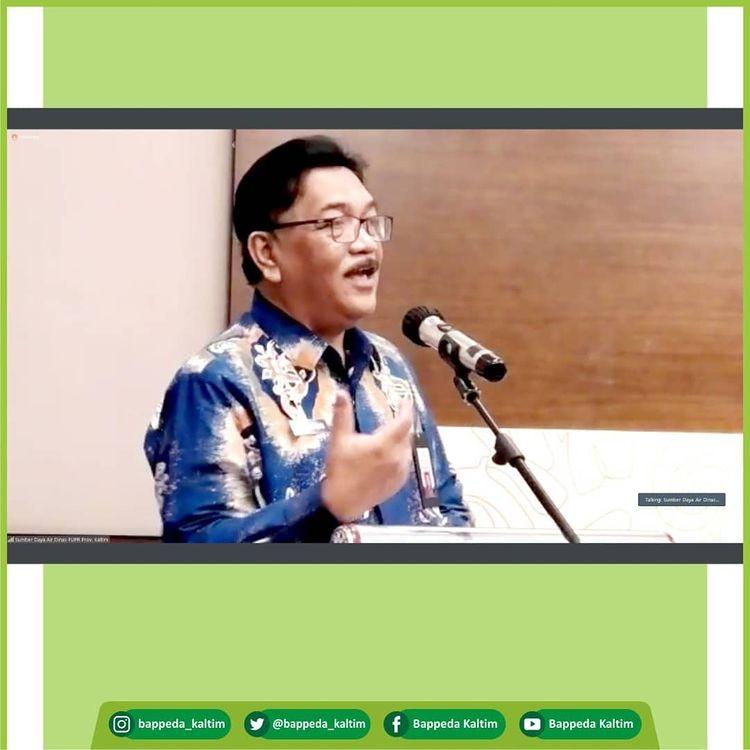 Talking: Sumber Daya Air Dinas...
Sumber Daya Air Dinas PUPR Prov. Kaltim
bappeda_kaltim
@bappeda_kaltim
Bappeda Kaltim
Bappeda Kaltim